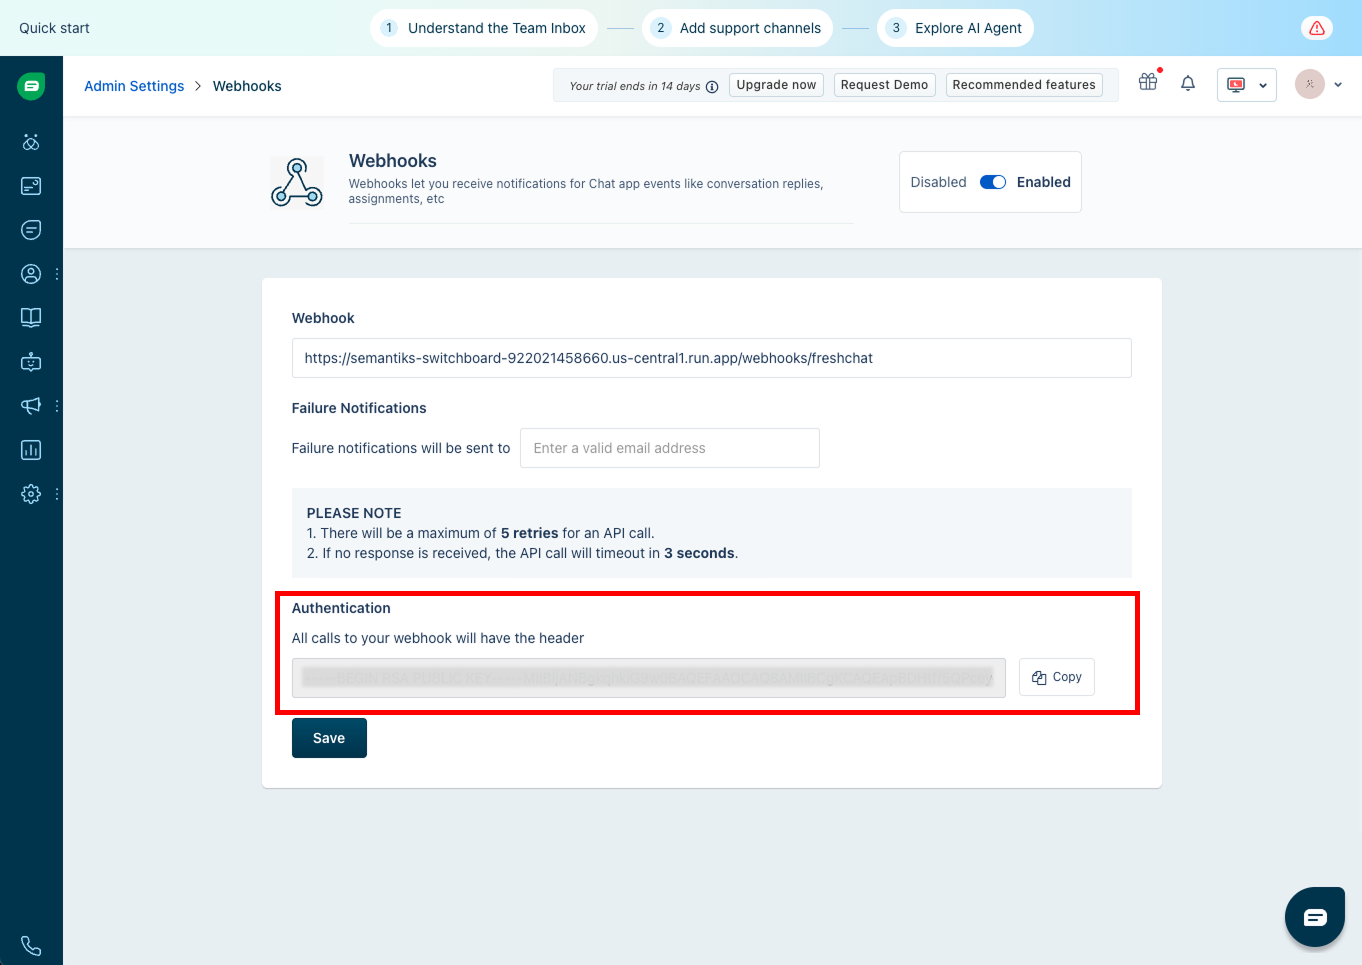 Quick start
1 Understand the Team Inbox
2 Add support channels
3 Explore AI Agent
Admin Settings > Webhooks
Your trial ends in 14 days
Upgrade now
Request Demo
Recommended features
Webhooks
Webhooks let you receive notifications for Chat app events like conversation replies,
assignments, etc
Disabled Enabled
Webhook
https://semantiks-switchboard-922021458660.us-central1.run.app/webhooks/freshchat
Failure Notifications
Failure notifications will be sent to
Enter a valid email address
PLEASE NOTE
1. There will be a maximum of 5 retries for an API call.
2. If no response is received, the API call will timeout in 3 seconds.
Authentication
All calls to your webhook will have the header
Copy
Save